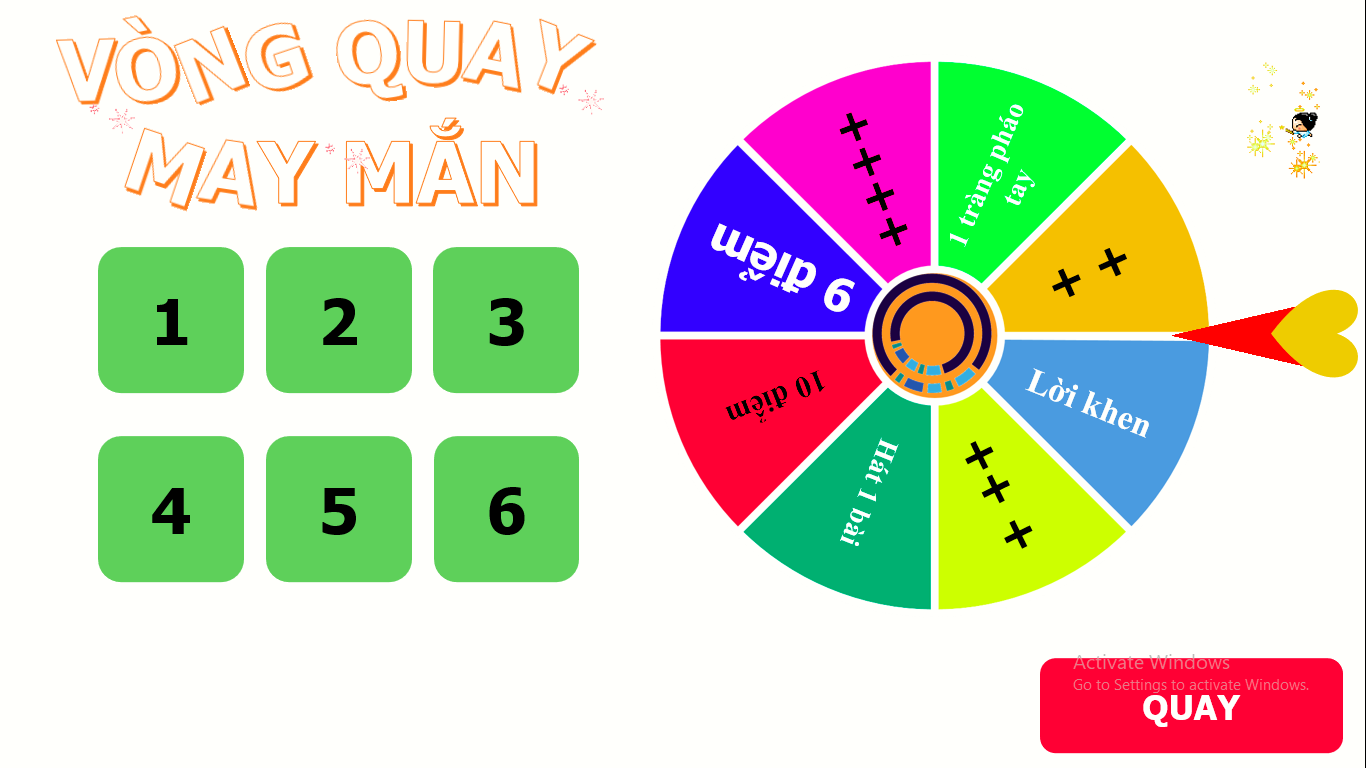 VÒNG QUAY
MAY MẮN
1
2
3
4
5
6
+
+
+
+
1 tràng pháo
tay
+ +
Lời khen
+
+
+
Hát 1 bài
10 điểm
9 điểm
Activate Windows
Go to Settings to activate Windows.
QUAY